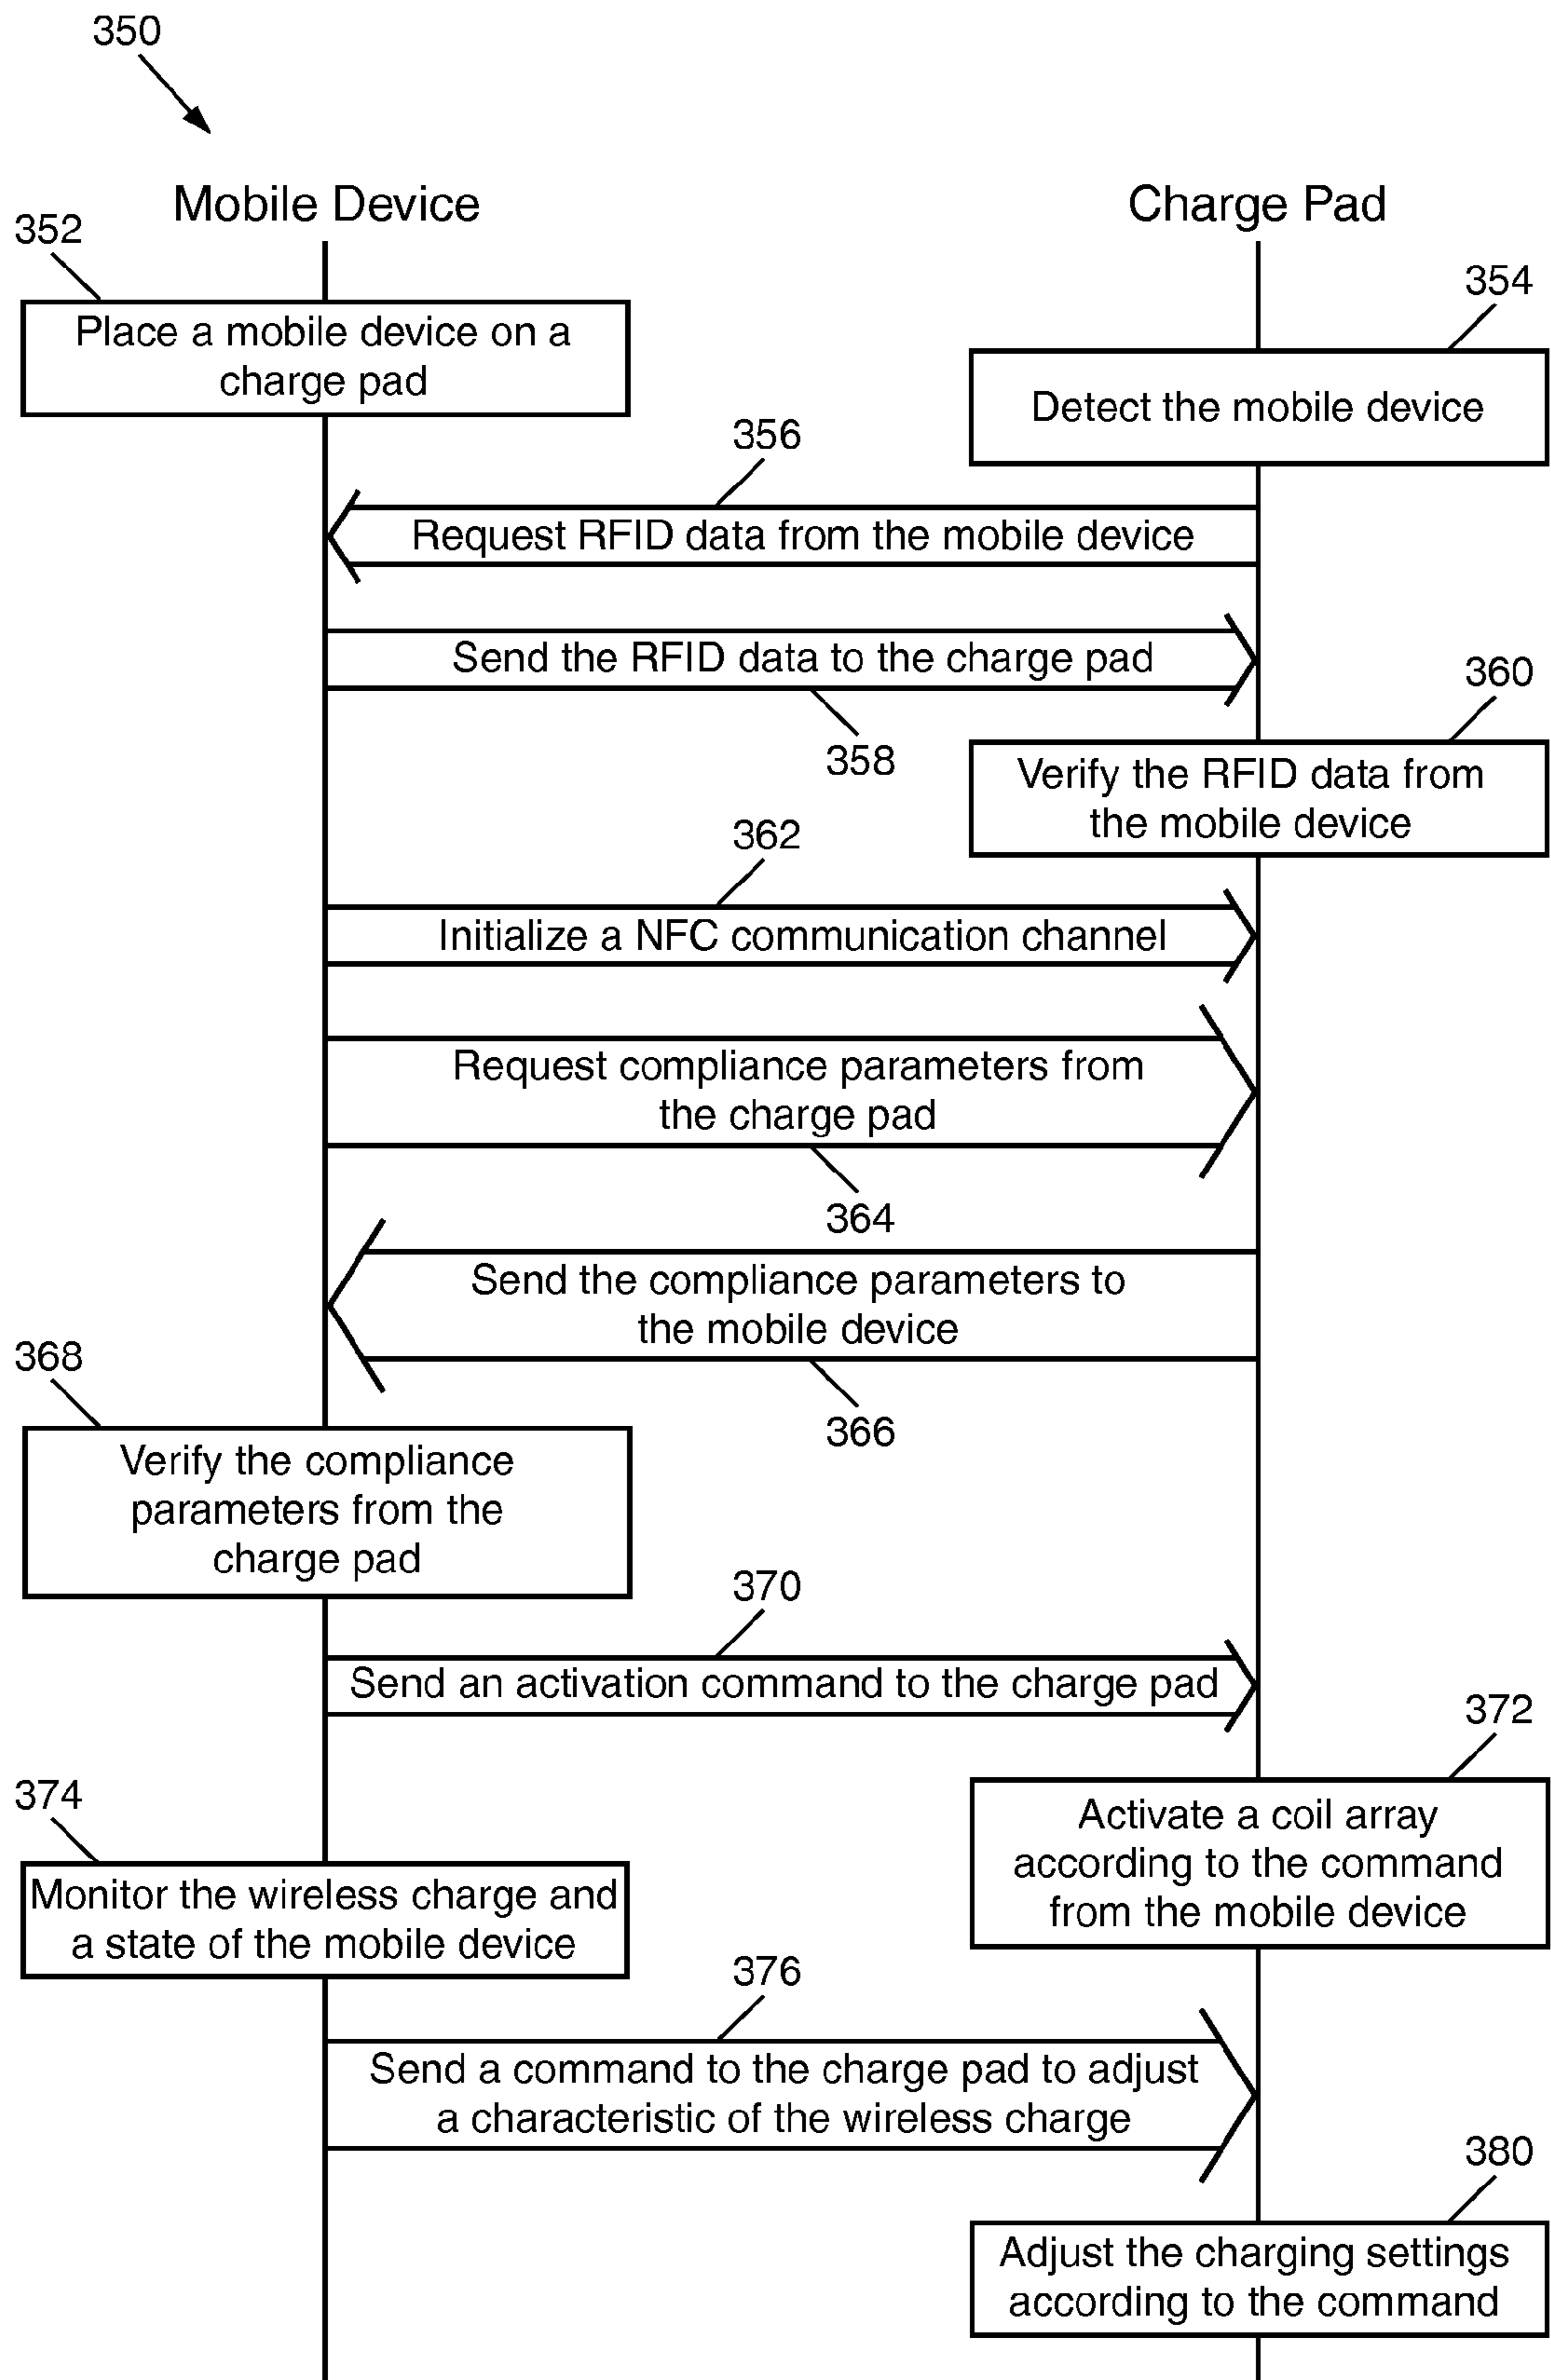 350
Mobile Device
Charge Pad
352
Place a mobile device on a
charge pad
354
Detect the mobile device
356
Request RFID data from the mobile device
Send the RFID data to the charge pad
358
360
Verify the RFID data from
the mobile device
362
Initialize a NFC communication channel
Request compliance parameters from
the charge pad
364
Send the compliance parameters to
the mobile device
366
368
Verify the compliance
parameters from the
charge pad
370
Send an activation command to the charge pad
372
Activate a coil array
according to the command
from the mobile device
374
Monitor the wireless charge and
a state of the mobile device
376
Send a command to the charge pad to adjust
a characteristic of the wireless charge
380
Adjust the charging settings
according to the command